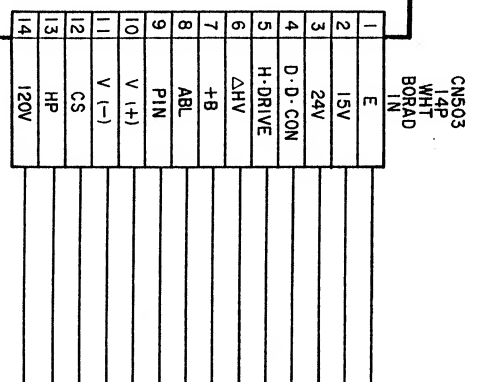 CN503
14P
WHT
BORAD
IN
1 E
2 15V
3 24V
4 D·D·CON
5 H·DRIVE
6 △HV
7 +B
8 ABL
9 PIN
10 V (+)
11 V (−)
12 CS
13 HP
14 120V